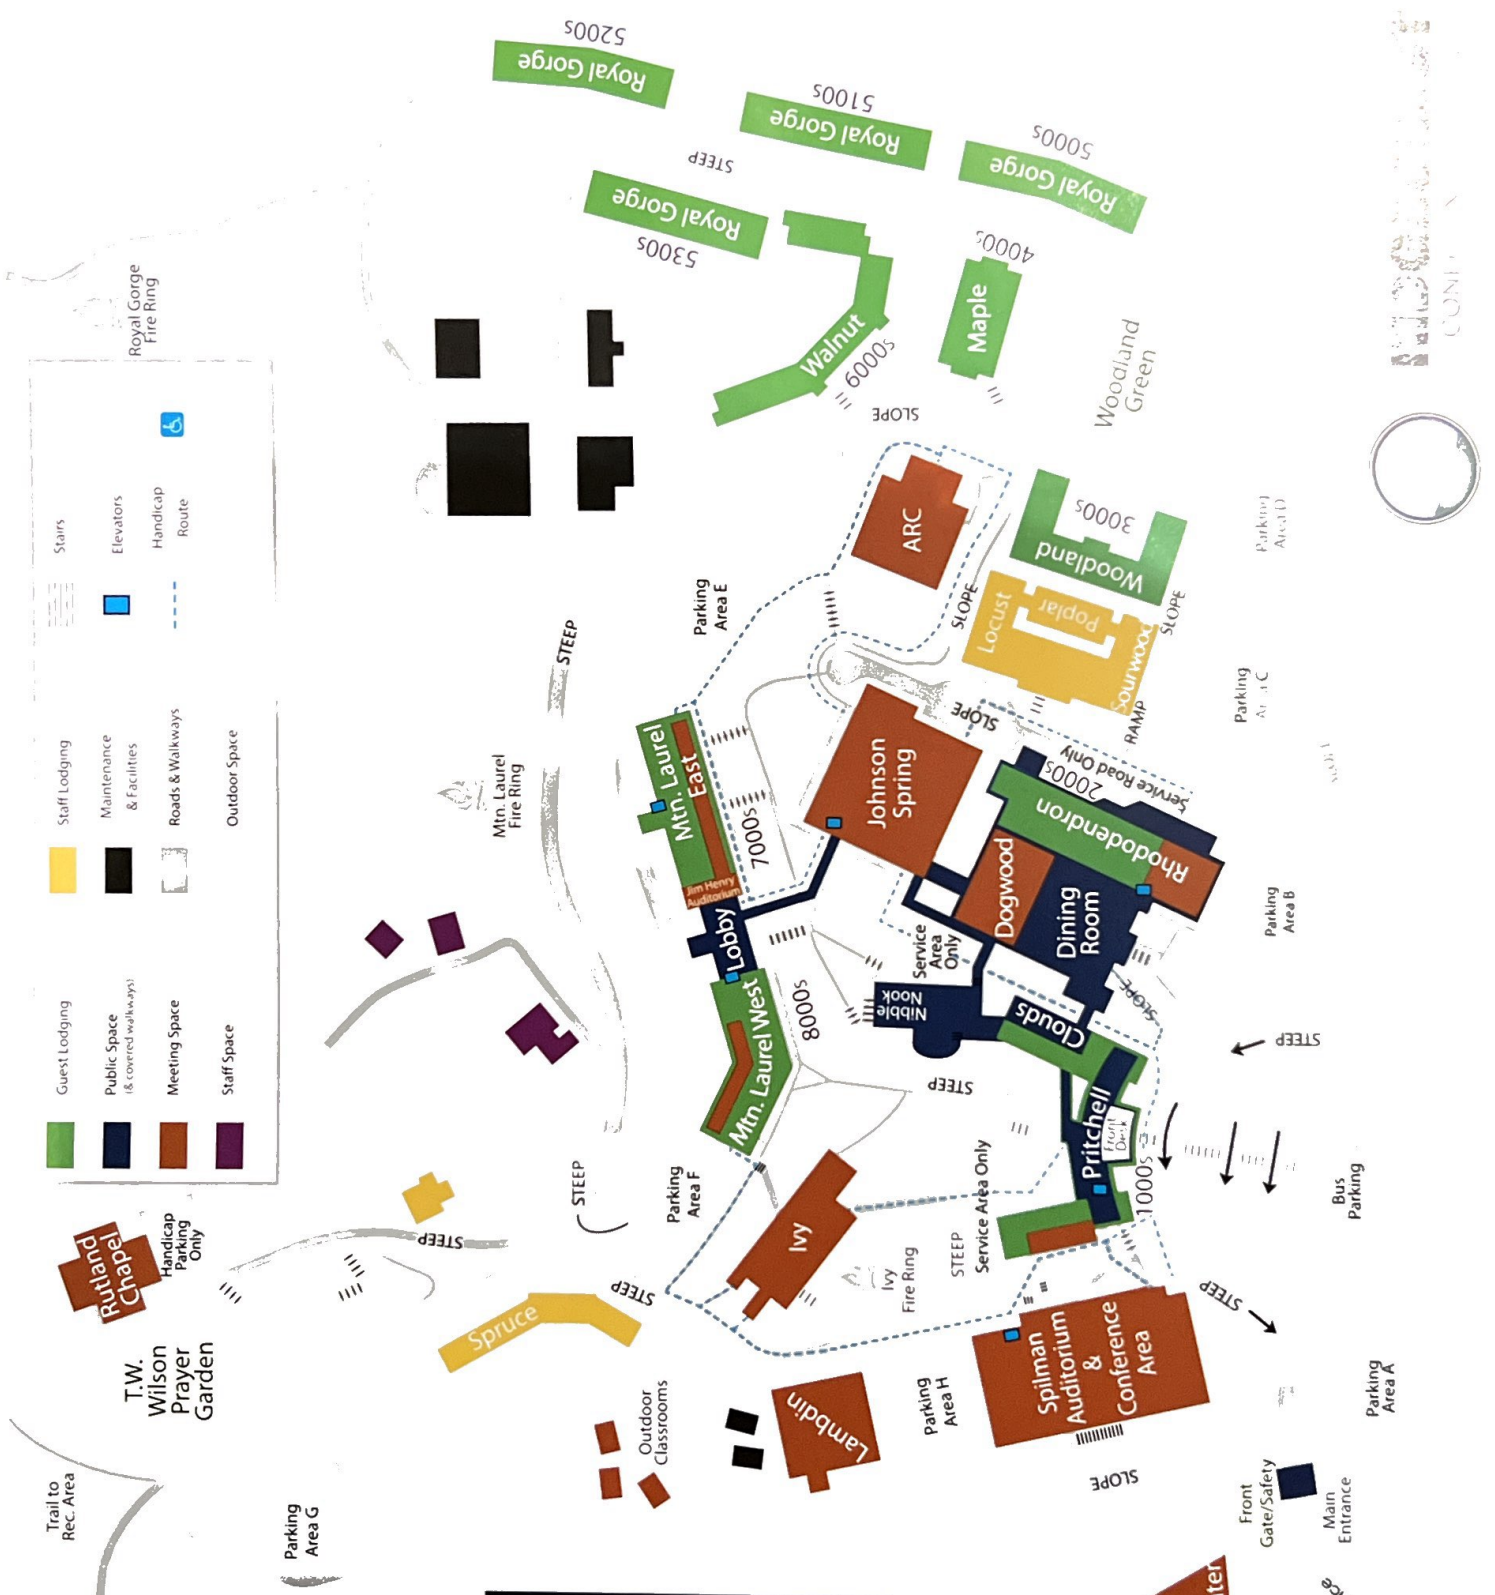 Rutland
Chapel
Handicap
Parking
Only
T.W.
Wilson
Prayer
Garden
Trail to
Rec. Area
Parking
Area G
Guest Lodging
Public Space
(& covered walkways)
Meeting Space
Staff Space
Staff Lodging
Maintenance
& Facilities
Roads & Walkways
Outdoor Space
Stairs
Elevators
Handicap
Route
Royal Gorge
Fire Ring
STEEP
Spruce
STEEP
STEEP
Mtn. Laurel
Fire Ring
STEEP
Outdoor
Classrooms
Lambdin
Parking
Area F
Mtn. Laurel West
8000s
Lobby
Jim Henry
Auditorium
Mtn. Laurel
East
7000s
Parking
Area E
Royal Gorge
5200s
Royal Gorge
5300s
STEEP
Royal Gorge
5100s
Royal Gorge
5000s
Walnut
6000s
SLOPE
Maple
4000s
Woodland
Green
ARC
SLOPE
Woodland
3000s
Locust
Poplar
Sourwood
SLOPE
RAMP
SLOPE
Johnson
Spring
Service Road Only
2000s
Rhododendron
Dogwood
Dining
Room
Service
Area
Only
Nibble
Nook
Clouds
SLOPE
STEEP
Ivy
Ivy
Fire Ring
STEEP
Service Area Only
Pritchell
Front
Desk
1000s
STEEP
Parking
Area H
Spilman
Auditorium
&
Conference
Area
SLOPE
STEEP
Front
Gate/Safety
Main
Entrance
Parking
Area A
Bus
Parking
Parking
Area B
Parking
Parking
Area D